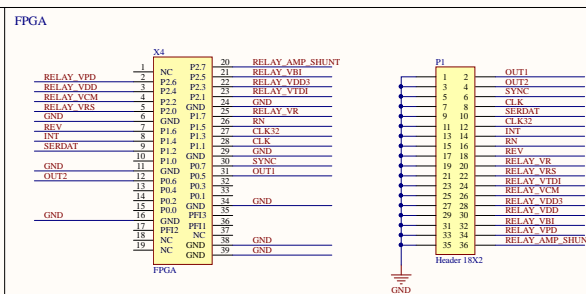 FPGA
X4
1 NC P2.7 20 RELAY_AMP_SHUNT
RELAY_VPD 2 P2.6 P2.5 21 RELAY_VBI
RELAY_VDD 3 P2.4 P2.3 22 RELAY_VDD3
RELAY_VCM 4 P2.2 P2.1 23 RELAY_VTDI
RELAY_VRS 5 P2.0 GND 24 GND
GND 6 GND P1.7 25 RELAY_VR
REV 7 P1.6 P1.5 26 RN
INT 8 P1.4 P1.3 27 CLK32
SERDAT 9 P1.2 P1.1 28 CLK
10 P1.0 GND 29 GND
GND 11 GND P0.7 30 SYNC
OUT2 12 P0.6 P0.5 31 OUT1
13 P0.4 P0.3 32
14 P0.2 P0.1 33
15 P0.0 GND 34 GND
GND 16 GND PFI3 35
17 PFI2 PFI1 36
18 NC NC 37
19 NC GND 38 GND
GND 39 GND
FPGA
P1
1 2 OUT1
3 4 OUT2
5 6 SYNC
7 8 CLK
9 10 SERDAT
11 12 CLK32
13 14 INT
15 16 RN
17 18 REV
19 20 RELAY_VR
21 22 RELAY_VRS
23 24 RELAY_VTDI
25 26 RELAY_VCM
27 28 RELAY_VDD3
29 30 RELAY_VDD
31 32 RELAY_VBI
33 34 RELAY_VPD
35 36 RELAY_AMP_SHUN
Header 18X2
GND